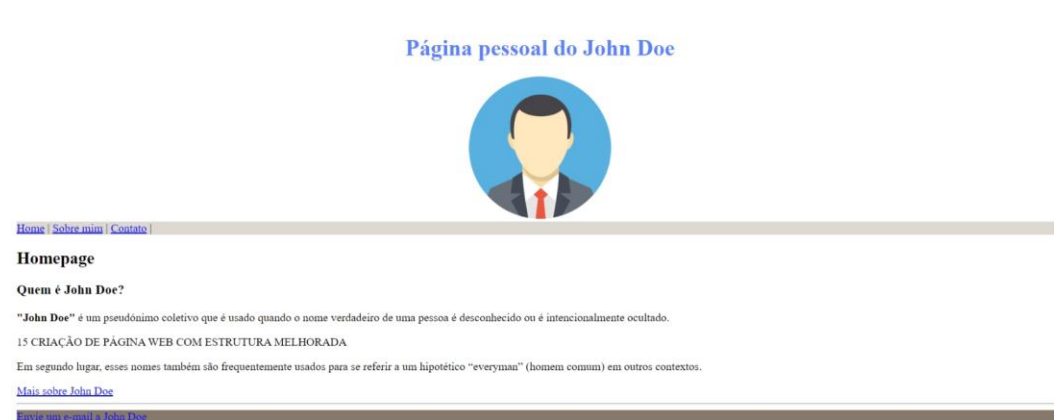 Página pessoal do John Doe
Home | Sobre mim | Contato |
Homepage
Quem é John Doe?
"John Doe" é um pseudônimo coletivo que é usado quando o nome verdadeiro de uma pessoa é desconhecido ou é intencionalmente ocultado.
15 CRIAÇÃO DE PÁGINA WEB COM ESTRUTURA MELHORADA
Em segundo lugar, esses nomes também são frequentemente usados para se referir a um hipotético “everyman” (homem comum) em outros contextos.
Mais sobre John Doe
Envie um e-mail a John Doe